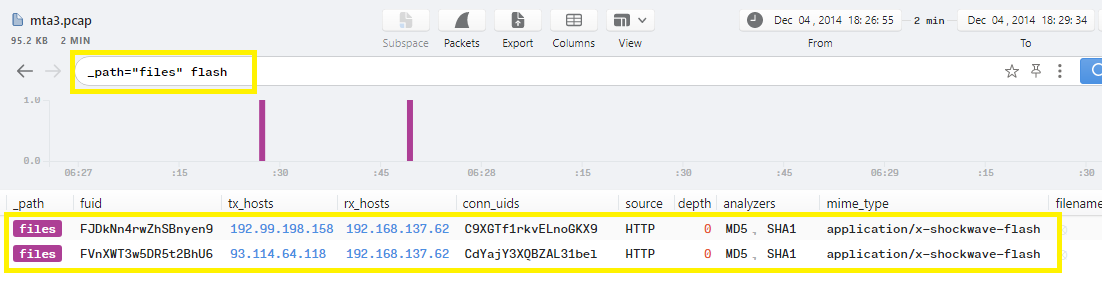 mta3.pcap
95.2 KB 2 MIN
Subspace Packets Export Columns View
Dec 04, 2014 18:26:55 2 min Dec 04, 2014 18:29:34
From To
_path="files" flash
1.0
0.0
06:27 :15 :30 :45 06:28 :15 :30 :45 06:29 :15 :30
_path fuid tx_hosts rx_hosts conn_uids source depth analyzers mime_type filename
files FJDkNn4rwZhSBnyen9 192.99.198.158 192.168.137.62 C9XGTf1rkvELnoGKX9 HTTP 0 MD5, SHA1 application/x-shockwave-flash
files FVnXWT3w5DR5t2BhU6 93.114.64.118 192.168.137.62 CdYajY3XQBZAL31bel HTTP 0 MD5, SHA1 application/x-shockwave-flash